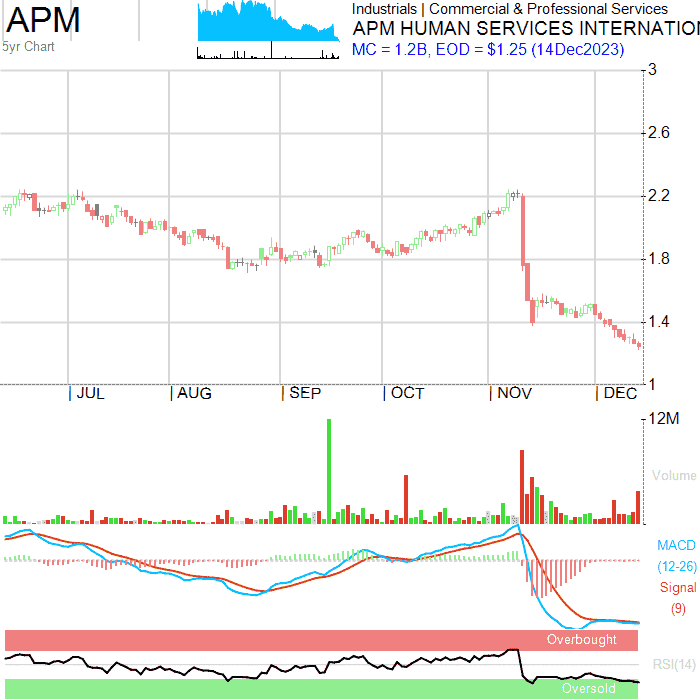 APM
5yr Chart
Industrials | Commercial & Professional Services
APM HUMAN SERVICES INTERNATIO
MC = 1.2B, EOD = $1.25 (14Dec2023)
3
2.6
2.2
1.8
1.4
1
JUL AUG SEP OCT NOV DEC
12M
Volume
MACD
(12-26)
Signal
(9)
Overbought
RSI(14)
Oversold